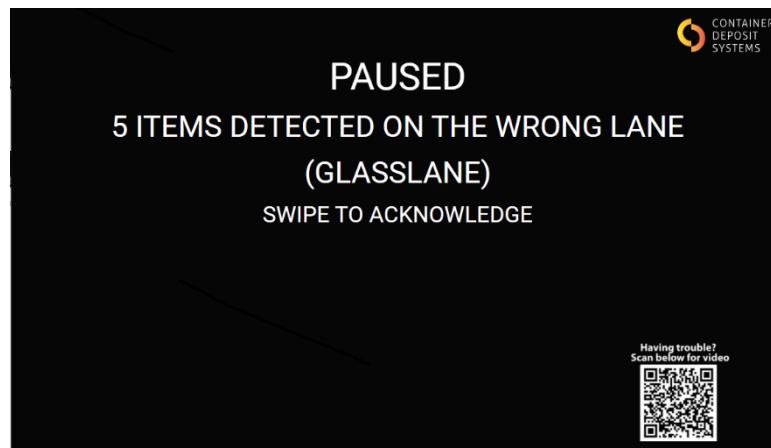 CONTAINER
DEPOSIT
SYSTEMS
PAUSED
5 ITEMS DETECTED ON THE WRONG LANE
(GLASSLANE)
SWIPE TO ACKNOWLEDGE
Having trouble?
Scan below for video